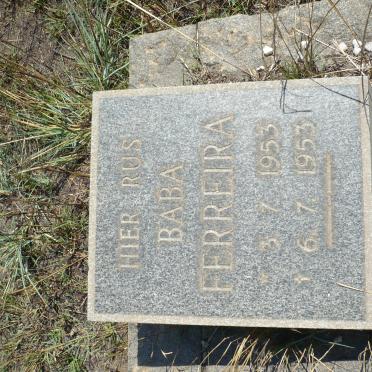 HIER RUS
BABA
FERREIRA
* 3. 7. 1953
† 6. 7. 1953